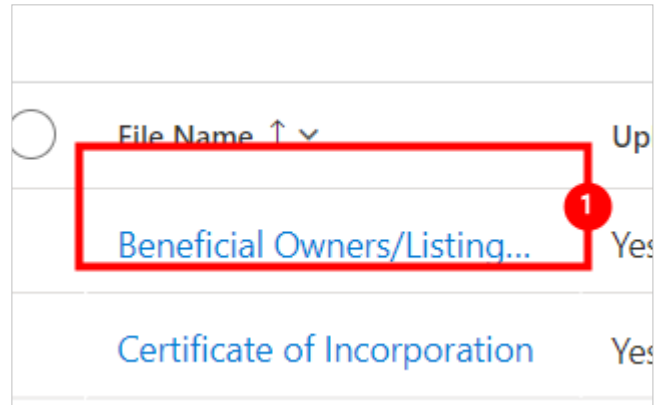 File Name ↑ Up
1
Beneficial Owners/Listing... Yes
Certificate of Incorporation Yes